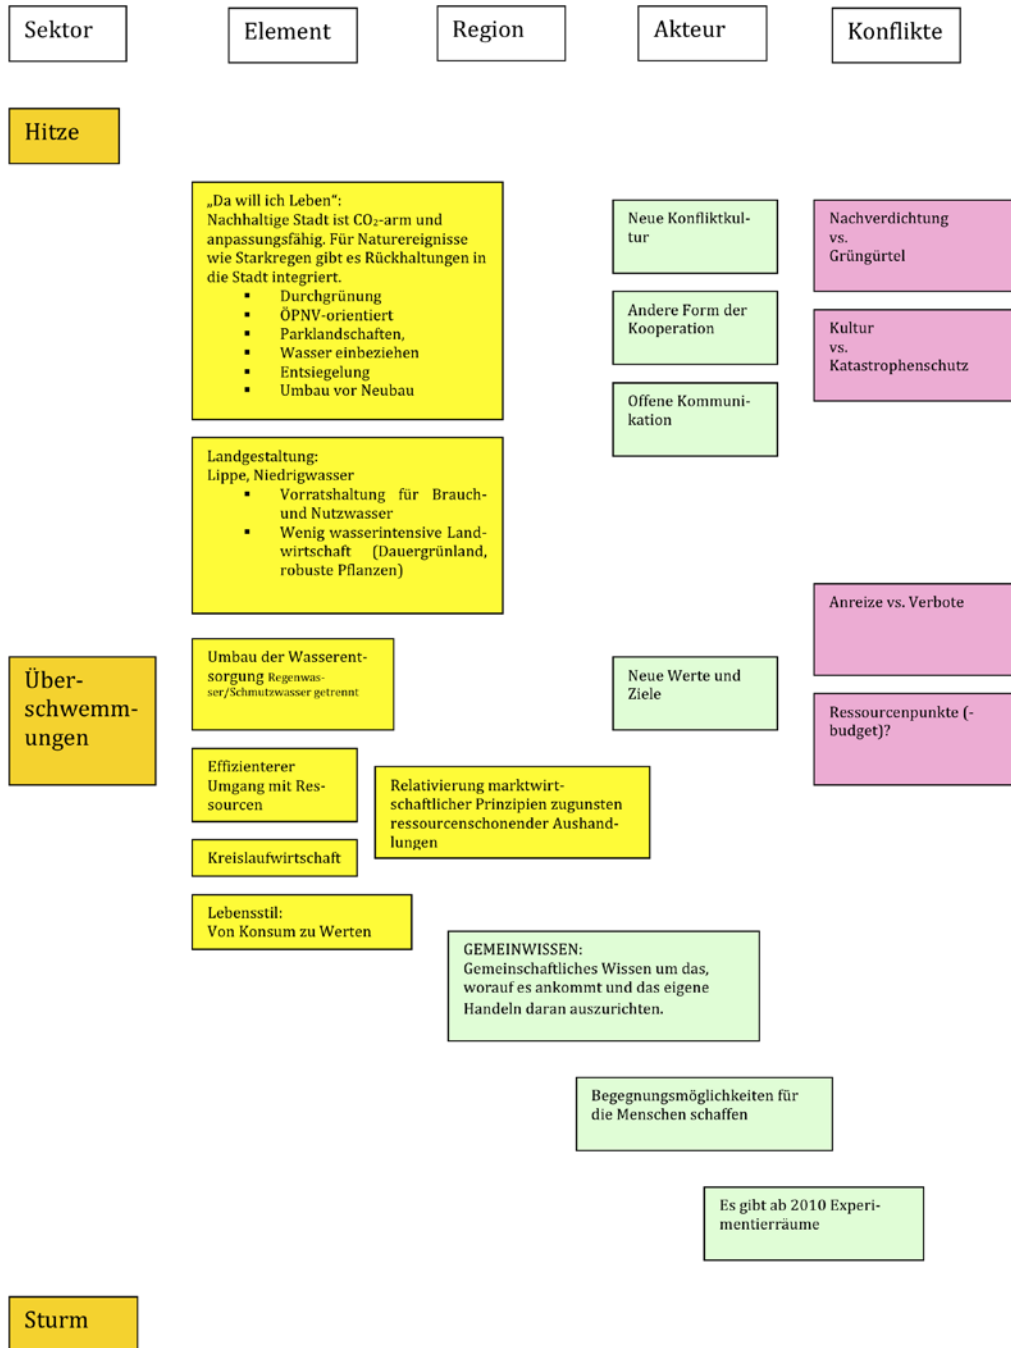 Sektor
Element
Region
Akteur
Konflikte
Hitze
„Da will ich Leben“:
Nachhaltige Stadt ist CO₂-arm und
anpassungsfähig. Für Naturereignisse
wie Starkregen gibt es Rückhaltungen in
die Stadt integriert.
▪ Durchgrünung
▪ ÖPNV-orientiert
▪ Parklandschaften,
▪ Wasser einbeziehen
▪ Entsiegelung
▪ Umbau vor Neubau
Neue Konfliktkul-
tur
Andere Form der
Kooperation
Offene Kommuni-
kation
Nachverdichtung
vs.
Grüngürtel
Kultur
vs.
Katastrophenschutz
Landgestaltung:
Lippe, Niedrigwasser
▪ Vorratshaltung für Brauch-
und Nutzwasser
▪ Wenig wasserintensive Land-
wirtschaft (Dauergrünland,
robuste Pflanzen)
Anreize vs. Verbote
Über-
schwemm-
ungen
Umbau der Wasserent-
sorgung Regenwas-
ser/Schmutzwasser getrennt
Neue Werte und
Ziele
Ressourcenpunkte (-
budget)?
Effizienterer
Umgang mit Res-
sourcen
Relativierung marktwirt-
schaftlicher Prinzipien zugunsten
ressourcenschonender Aushand-
lungen
Kreislaufwirtschaft
Lebensstil:
Von Konsum zu Werten
GEMEINWISSEN:
Gemeinschaftliches Wissen um das,
worauf es ankommt und das eigene
Handeln daran auszurichten.
Begegnungsmöglichkeiten für
die Menschen schaffen
Es gibt ab 2010 Experi-
mentierräume
Sturm